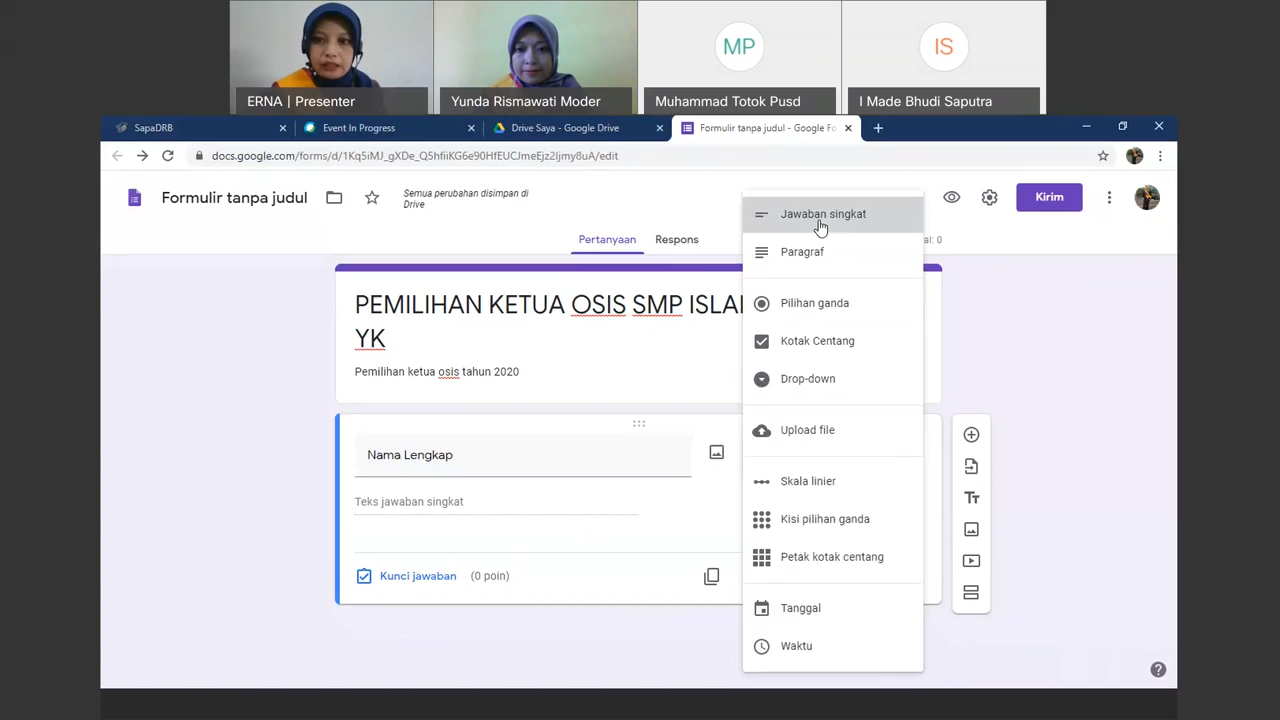 MP
IS
ERNA | Presenter
Yunda Rismawati Moder
Muhammad Totok Pusd
I Made Bhudi Saputra
SapaDRB
Event In Progress
Drive Saya - Google Drive
Formulir tanpa judul - Google Fo
docs.google.com/forms/d/1Kq5iMJ_gXDe_Q5hfiiKG6e90HfEUCJmeEjz2ljmy8uA/edit
Formulir tanpa judul
Semua perubahan disimpan di
Drive
Kirim
Pertanyaan
Respons
al: 0
PEMILIHAN KETUA OSIS SMP ISLA
YK
Pemilihan ketua osis tahun 2020
Nama Lengkap
Teks jawaban singkat
Kunci jawaban
(0 poin)
Jawaban singkat
Paragraf
Pilihan ganda
Kotak Centang
Drop-down
Upload file
Skala linier
Kisi pilihan ganda
Petak kotak centang
Tanggal
Waktu
Tт